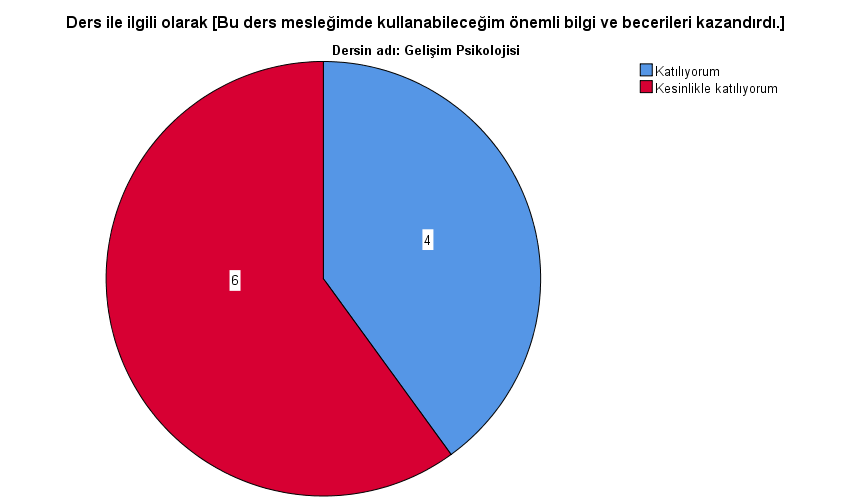 Ders ile ilgili olarak [Bu ders mesleğimde kullanabileceğim önemli bilgi ve becerileri kazandırdı.]
Dersin adı: Gelişim Psikolojisi
Katılıyorum
Kesinlikle katılıyorum
4
6